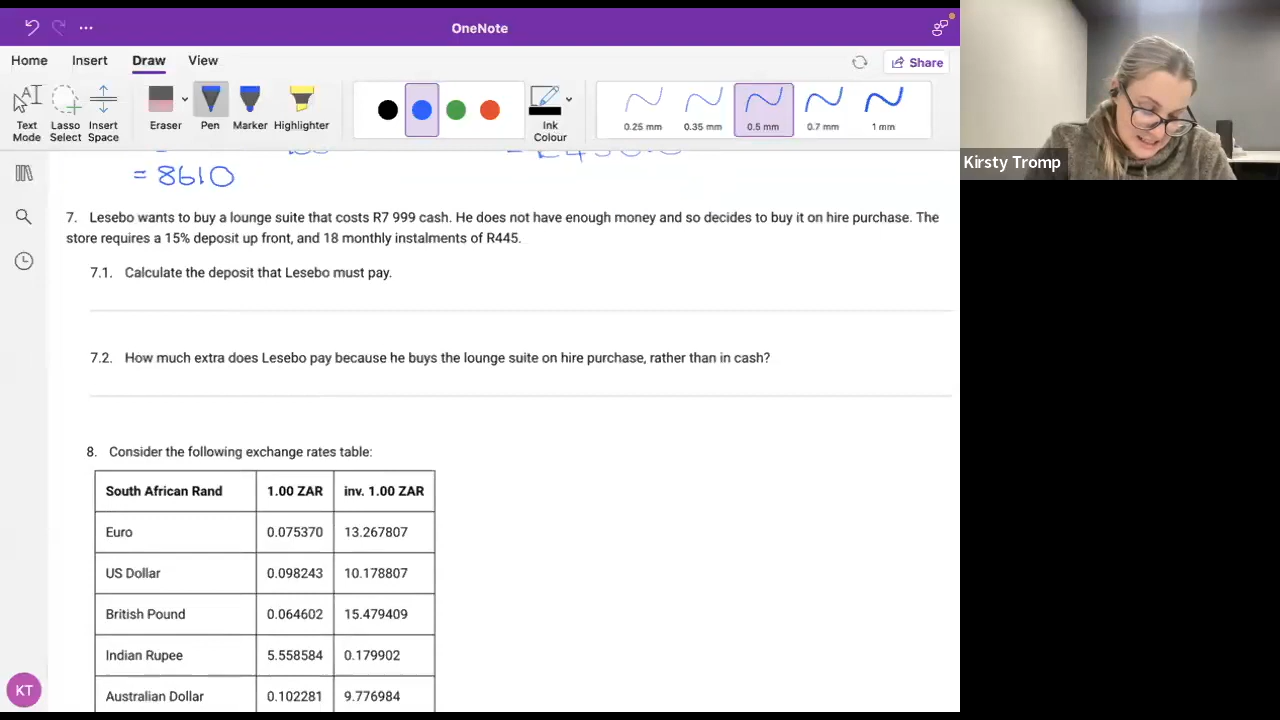 OneNote
Home Insert Draw View
Share
Text Mode
Lasso Select
Insert Space
Eraser
Pen
Marker
Highlighter
Ink Colour
0.25 mm
0.35 mm
0.5 mm
0.7 mm
1 mm
Kirsty Tromp
= 8610
7. Lesebo wants to buy a lounge suite that costs R7 999 cash. He does not have enough money and so decides to buy it on hire purchase. The
store requires a 15% deposit up front, and 18 monthly instalments of R445.
7.1. Calculate the deposit that Lesebo must pay.
7.2. How much extra does Lesebo pay because he buys the lounge suite on hire purchase, rather than in cash?
8. Consider the following exchange rates table:
South African Rand 1.00 ZAR inv. 1.00 ZAR
Euro 0.075370 13.267807
US Dollar 0.098243 10.178807
British Pound 0.064602 15.479409
Indian Rupee 5.558584 0.179902
Australian Dollar 0.102281 9.776984
KT